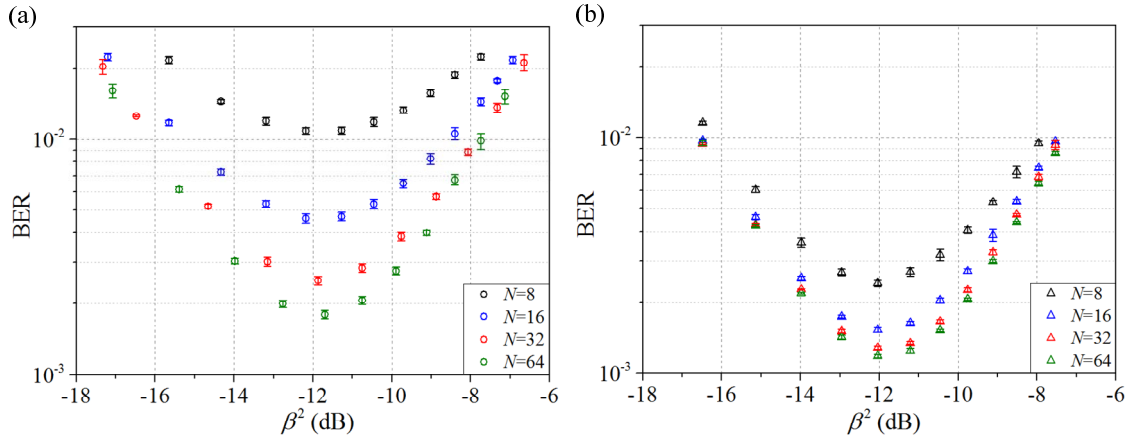 (a)
BER
10-2
10-3
-18 -16 -14 -12 -10 -8 -6
β2 (dB)
N=8
N=16
N=32
N=64
(b)
BER
10-2
10-3
-18 -16 -14 -12 -10 -8 -6
β2 (dB)
N=8
N=16
N=32
N=64